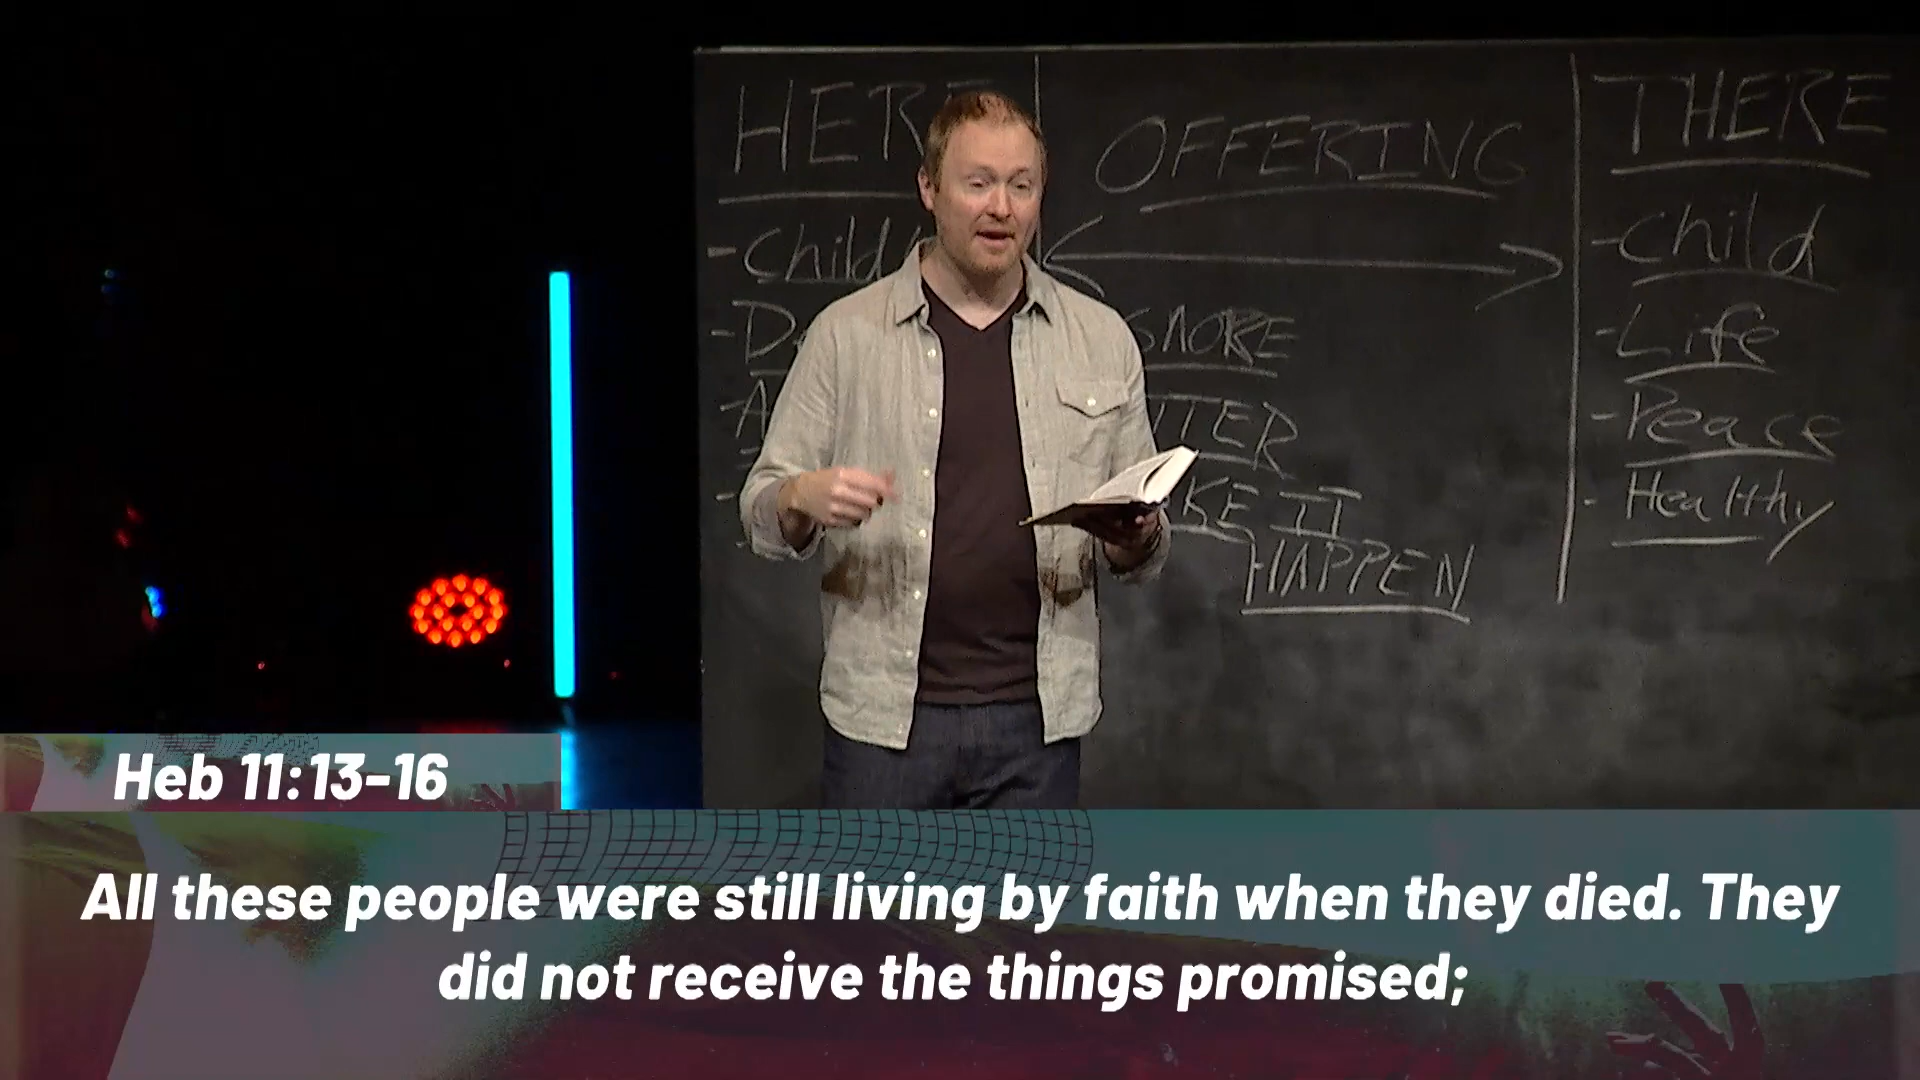 HERE
OFFERING
THERE
- Child
- Life
- Peace
- Healthy
IT
HAPPEN
Heb 11:13-16
All these people were still living by faith when they died. They
did not receive the things promised;